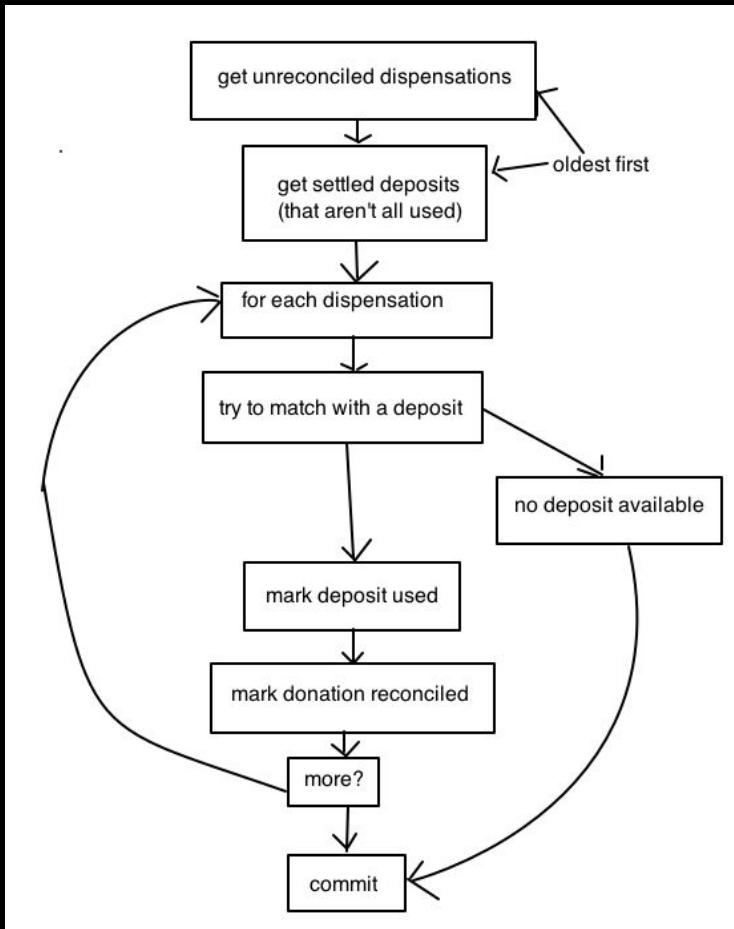 get unreconciled dispensations
oldest first
get settled deposits
(that aren't all used)
for each dispensation
try to match with a deposit
no deposit available
mark deposit used
mark donation reconciled
more?
commit